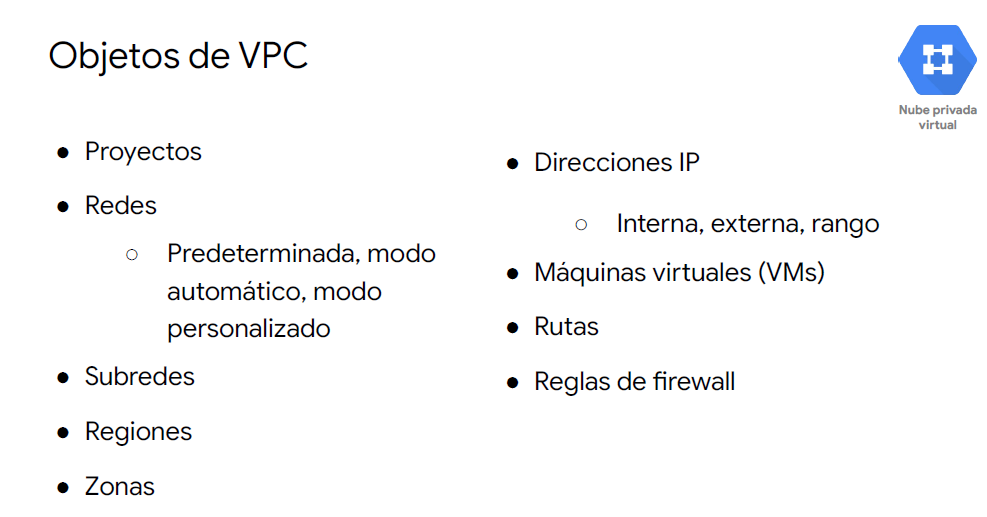 Objetos de VPC
Nube privada
virtual
● Proyectos
● Redes
○ Predeterminada, modo
automático, modo
personalizado
● Subredes
● Regiones
● Zonas
● Direcciones IP
○ Interna, externa, rango
● Máquinas virtuales (VMs)
● Rutas
● Reglas de firewall